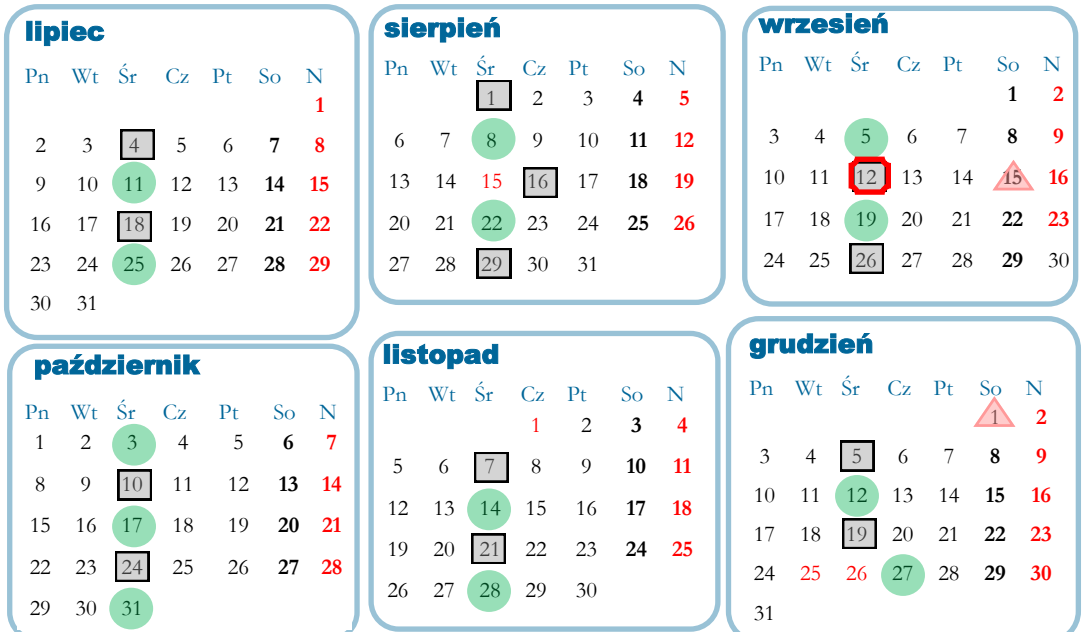 lipiec
Pn Wt Śr Cz Pt So N
1
2 3 4 5 6 7 8
9 10 11 12 13 14 15
16 17 18 19 20 21 22
23 24 25 26 27 28 29
30 31
sierpień
Pn Wt Śr Cz Pt So N
1 2 3 4 5
6 7 8 9 10 11 12
13 14 15 16 17 18 19
20 21 22 23 24 25 26
27 28 29 30 31
wrzesień
Pn Wt Śr Cz Pt So N
1 2
3 4 5 6 7 8 9
10 11 12 13 14 15 16
17 18 19 20 21 22 23
24 25 26 27 28 29 30
październik
Pn Wt Śr Cz Pt So N
1 2 3 4 5 6 7
8 9 10 11 12 13 14
15 16 17 18 19 20 21
22 23 24 25 26 27 28
29 30 31
listopad
Pn Wt Śr Cz Pt So N
1 2 3 4
5 6 7 8 9 10 11
12 13 14 15 16 17 18
19 20 21 22 23 24 25
26 27 28 29 30
grudzień
Pn Wt Śr Cz Pt So N
1 2
3 4 5 6 7 8 9
10 11 12 13 14 15 16
17 18 19 20 21 22 23
24 25 26 27 28 29 30
31